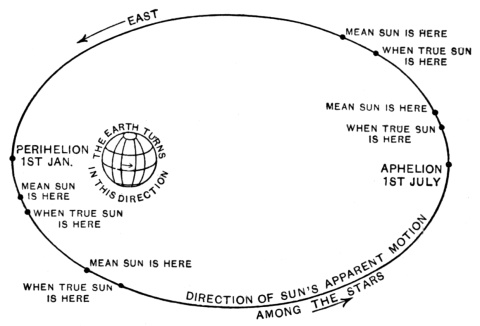 EAST
MEAN SUN IS HERE
WHEN TRUE SUN
IS HERE
MEAN SUN IS HERE
WHEN TRUE SUN
IS HERE
THE EARTH TURNS
IN THIS DIRECTION
PERIHELION
1ST JAN.
APHELION
1ST JULY
MEAN SUN
IS HERE
WHEN TRUE SUN
IS HERE
MEAN SUN IS HERE
WHEN TRUE SUN
IS HERE
DIRECTION OF SUN'S APPARENT MOTION
AMONG THE STARS